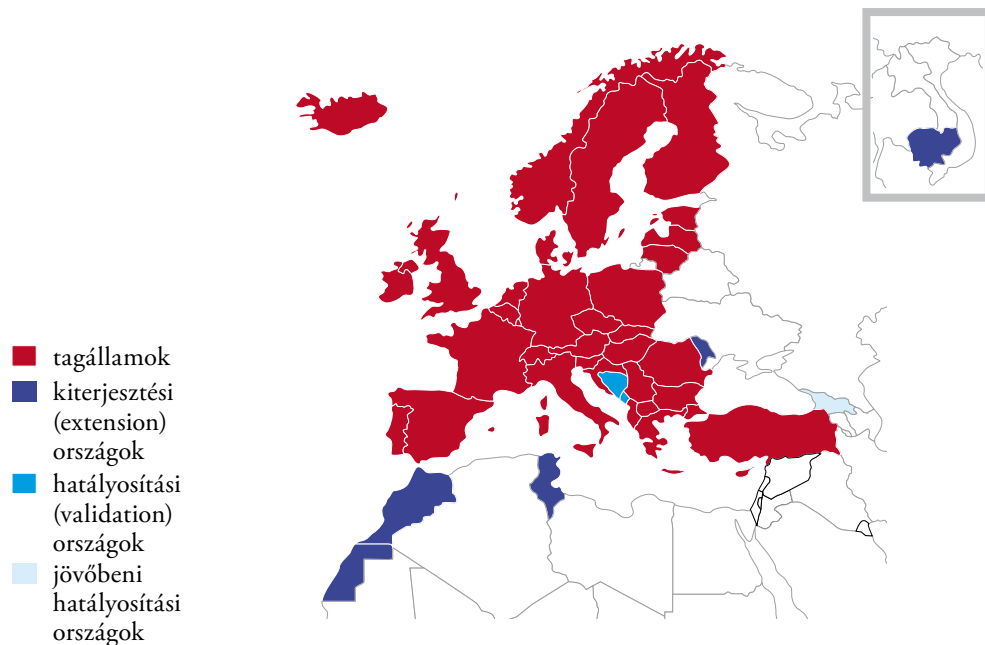 tagállamok
kiterjesztési
(extension)
országok
hatályosítási
(validation)
országok
jövőbeni
hatályosítási
országok